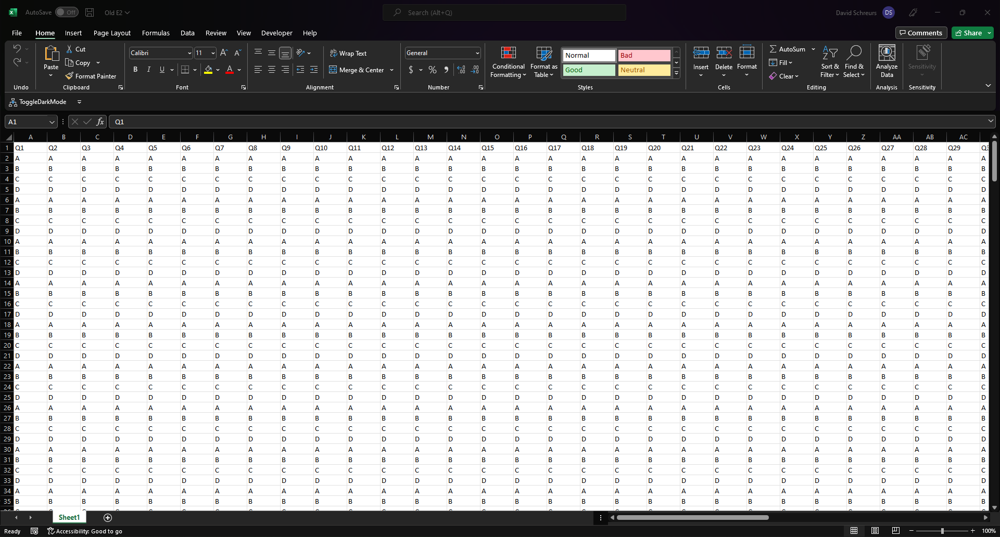 AutoSave Off Old E2 Search (Alt+Q) David Schreurs DS
File Home Insert Page Layout Formulas Data Review View Developer Help Comments Share
Paste Cut Copy Format Painter
Calibri 11 B I U A
Wrap Text Merge & Center
General $ %
Conditional Formatting Format as Table Normal Bad Good Neutral
Insert Delete Format
AutoSum Fill Clear Sort & Filter Find & Select
Analyze Data Sensitivity
Undo Clipboard Font Alignment Number Styles Cells Editing Analysis Sensitivity
ToggleDarkMode
A1 fx Q1
A B C D E F G H I J K L M N O P Q R S T U V W X Y Z AA AB AC
1 Q1 Q2 Q3 Q4 Q5 Q6 Q7 Q8 Q9 Q10 Q11 Q12 Q13 Q14 Q15 Q16 Q17 Q18 Q19 Q20 Q21 Q22 Q23 Q24 Q25 Q26 Q27 Q28 Q29
2 A A A A A A A A A A A A A A A A A A A A A A A A A A A A A A
3 B B B B B B B B B B B B B B B B B B B B B B B B B B B B B B
4 C C C C C C C C C C C C C C C C C C C C C C C C C C C C C C
5 D D D D D D D D D D D D D D D D D D D D D D D D D D D D D D
6 A A A A A A A A A A A A A A A A A A A A A A A A A A A A A A
7 B B B B B B B B B B B B B B B B B B B B B B B B B B B B B B
8 C C C C C C C C C C C C C C C C C C C C C C C C C C C C C C
9 D D D D D D D D D D D D D D D D D D D D D D D D D D D D D D
10 A A A A A A A A A A A A A A A A A A A A A A A A A A A A A A
11 B B B B B B B B B B B B B B B B B B B B B B B B B B B B B B
12 C C C C C C C C C C C C C C C C C C C C C C C C C C C C C C
13 D D D D D D D D D D D D D D D D D D D D D D D D D D D D D D
14 A A A A A A A A A A A A A A A A A A A A A A A A A A A A A A
15 B B B B B B B B B B B B B B B B B B B B B B B B B B B B B B
16 C C C C C C C C C C C C C C C C C C C C C C C C C C C C C C
17 D D D D D D D D D D D D D D D D D D D D D D D D D D D D D D
18 A A A A A A A A A A A A A A A A A A A A A A A A A A A A A A
19 B B B B B B B B B B B B B B B B B B B B B B B B B B B B B B
20 C C C C C C C C C C C C C C C C C C C C C C C C C C C C C C
21 D D D D D D D D D D D D D D D D D D D D D D D D D D D D D D
22 A A A A A A A A A A A A A A A A A A A A A A A A A A A A A A
23 B B B B B B B B B B B B B B B B B B B B B B B B B B B B B B
24 C C C C C C C C C C C C C C C C C C C C C C C C C C C C C C
25 D D D D D D D D D D D D D D D D D D D D D D D D D D D D D D
26 A A A A A A A A A A A A A A A A A A A A A A A A A A A A A A
27 B B B B B B B B B B B B B B B B B B B B B B B B B B B B B B
28 C C C C C C C C C C C C C C C C C C C C C C C C C C C C C C
29 D D D D D D D D D D D D D D D D D D D D D D D D D D D D D D
30 A A A A A A A A A A A A A A A A A A A A A A A A A A A A A A
31 B B B B B B B B B B B B B B B B B B B B B B B B B B B B B B
32 C C C C C C C C C C C C C C C C C C C C C C C C C C C C C C
33 D D D D D D D D D D D D D D D D D D D D D D D D D D D D D D
34 A A A A A A A A A A A A A A A A A A A A A A A A A A A A A A
35 B B B B B B B B B B B B B B B B B B B B B B B B B B B B B B
Sheet1
Ready Accessibility: Good to go 100%